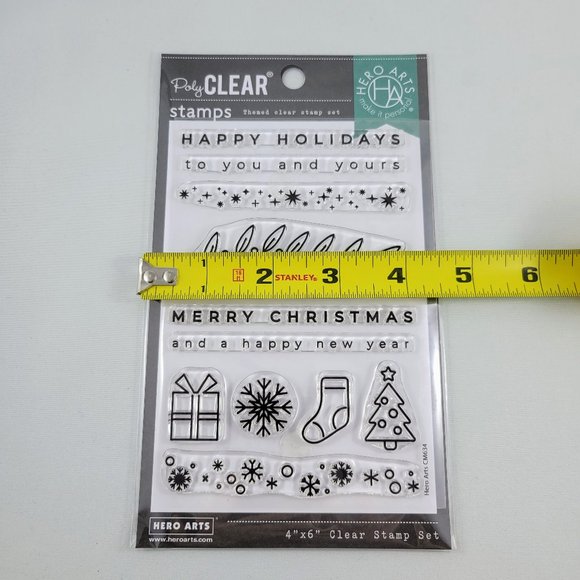 PolyCLEAR®
stamps
Themed clear stamp set
HERO ARTS
HA
make it personal
HAPPY HOLIDAYS
to you and yours
1 2 3 4 5 6
16
STANLEY®
MERRY CHRISTMAS
and a happy new year
Hero Arts CM634
HERO ARTS
www.heroarts.com
4"x6" Clear Stamp Set